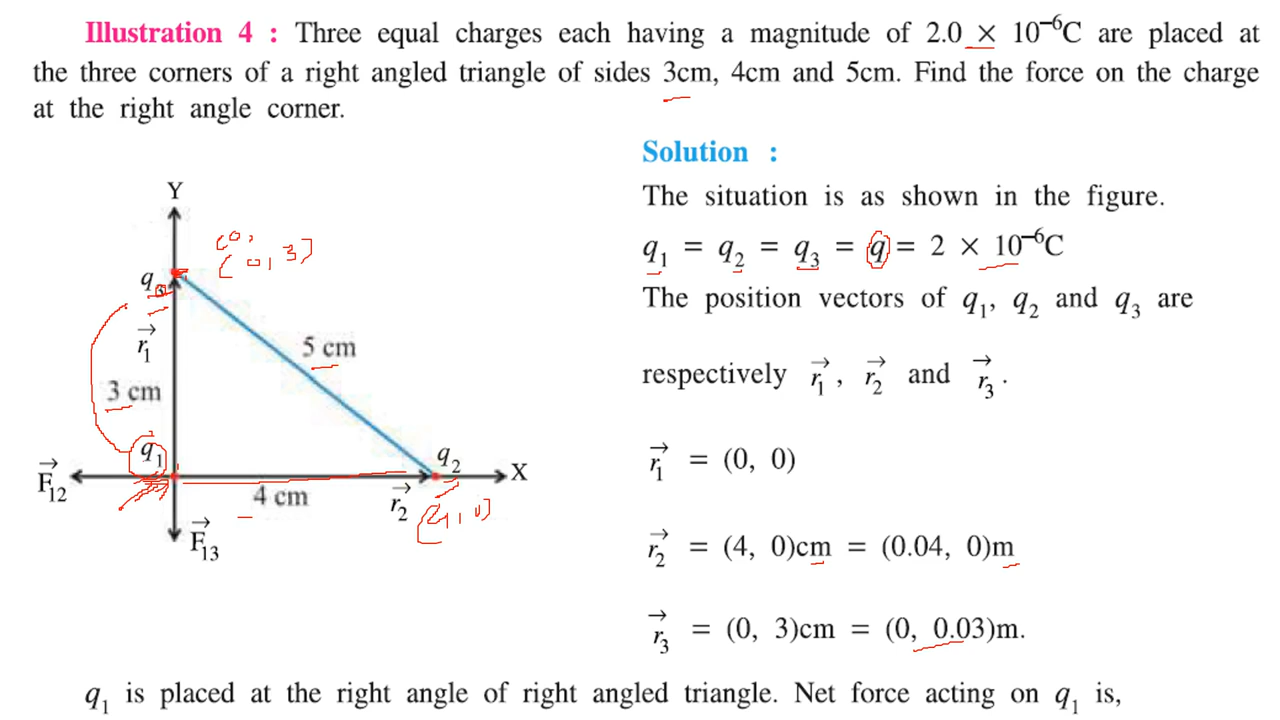 Illustration 4 : Three equal charges each having a magnitude of 2.0 × 10⁻⁶C are placed at
the three corners of a right angled triangle of sides 3cm, 4cm and 5cm. Find the force on the charge
at the right angle corner.
Solution :
The situation is as shown in the figure.
q₁ = q₂ = q₃ = q = 2 × 10⁻⁶C
The position vectors of q₁, q₂ and q₃ are
respectively r⃗₁, r⃗₂ and r⃗₃.
r⃗₁ = (0, 0)
r⃗₂ = (4, 0)cm = (0.04, 0)m
r⃗₃ = (0, 3)cm = (0, 0.03)m.
Y
(0,
(0, 3)
q₃
r⃗₁
5 cm
3 cm
q₁
q₂
X
F⃗₁₂
4 cm
r⃗₂
(4, 0)
F⃗₁₃
q₁ is placed at the right angle of right angled triangle. Net force acting on q₁ is,